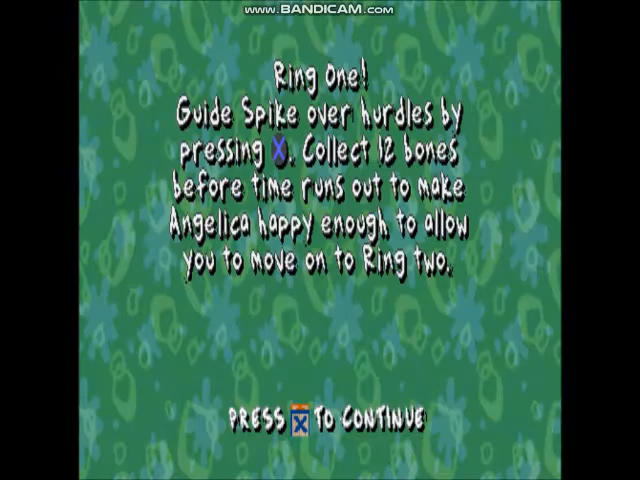 www.BANDICAM.com
Ring One!
Guide Spike over hurdles by
pressing X. Collect 12 bones
before time runs out to make
Angelica happy enough to allow
you to move on to Ring two.
PRESS X TO CONTINUE